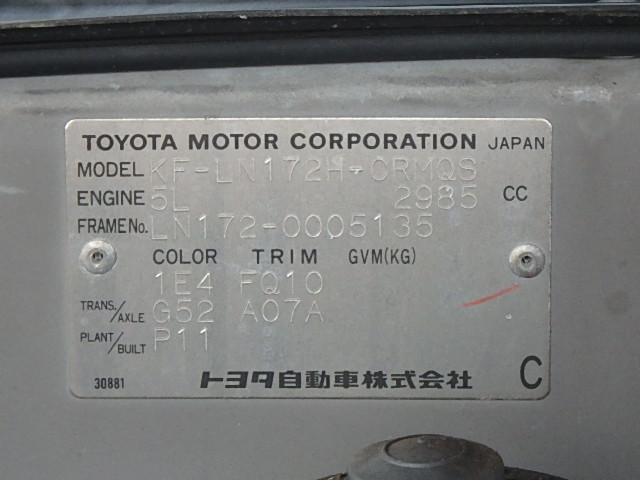 TOYOTA MOTOR CORPORATION JAPAN
MODEL KF-LN172H-CRMQS
ENGINE 5L 2985 CC
FRAME No. LN172-0005135
COLOR TRIM GVM(KG)
1E4 FQ10
TRANS./AXLE G52 A07A
PLANT/BUILT P11
30881 トヨタ自動車株式会社 C